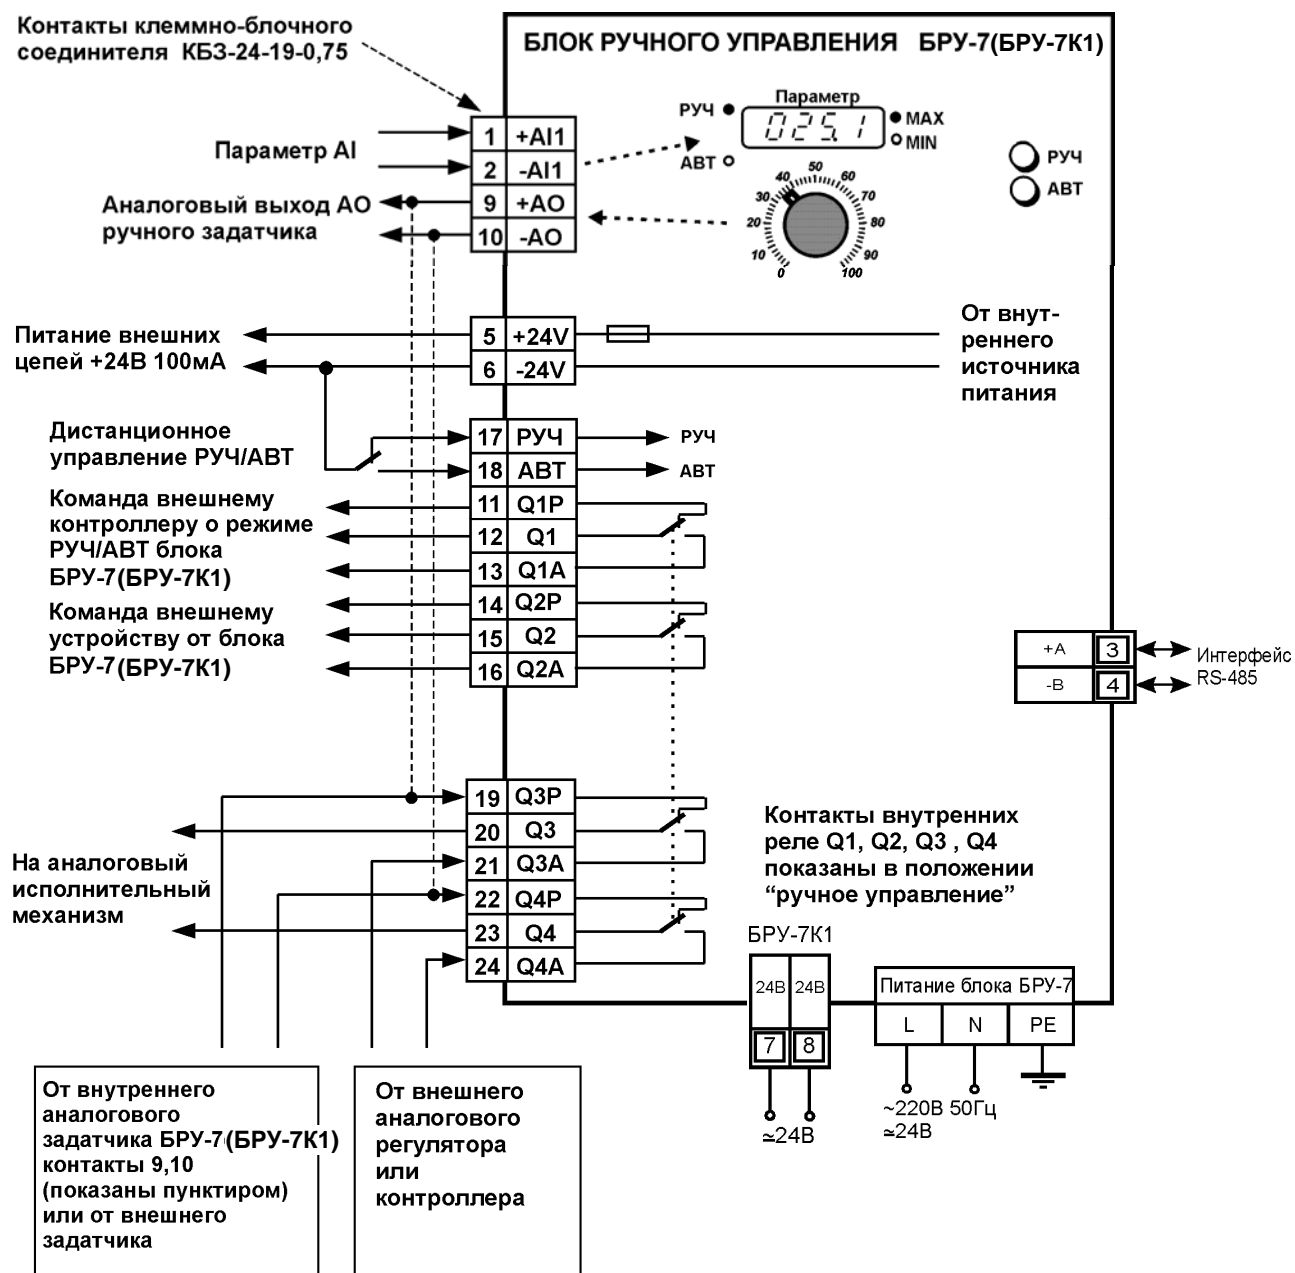 Контакты клеммно-блочного
соединителя КБЗ-24-19-0,75
БЛОК РУЧНОГО УПРАВЛЕНИЯ БРУ-7(БРУ-7К1)
Параметр
РУЧ
025.1
MAX
MIN
АВТ
РУЧ
АВТ
0
10
20
30
40
50
60
70
80
90
100
Параметр AI
1 +AI1
2 -AI1
Аналоговый выход АО
ручного задатчика
9 +AO
10 -AO
Питание внешних
цепей +24В 100мА
5 +24V
6 -24V
От внут-
реннего
источника
питания
Дистанционное
управление РУЧ/АВТ
17 РУЧ
РУЧ
18 АВТ
АВТ
Команда внешнему
контроллеру о режиме
РУЧ/АВТ блока
БРУ-7(БРУ-7К1)
11 Q1P
12 Q1
13 Q1A
Команда внешнему
устройству от блока
БРУ-7(БРУ-7К1)
14 Q2P
15 Q2
16 Q2A
+A 3
-B 4
Интерфейс
RS-485
На аналоговый
исполнительный
механизм
19 Q3P
20 Q3
21 Q3A
22 Q4P
23 Q4
24 Q4A
Контакты внутренних
реле Q1, Q2, Q3 , Q4
показаны в положении
“ручное управление”
БРУ-7К1
24В 24В
7 8
≃24В
Питание блока БРУ-7
L N PE
~220В 50Гц
≃24В
От внутреннего
аналогового
задатчика БРУ-7(БРУ-7К1)
контакты 9,10
(показаны пунктиром)
или от внешнего
задатчика
От внешнего
аналогового
регулятора
или
контроллера